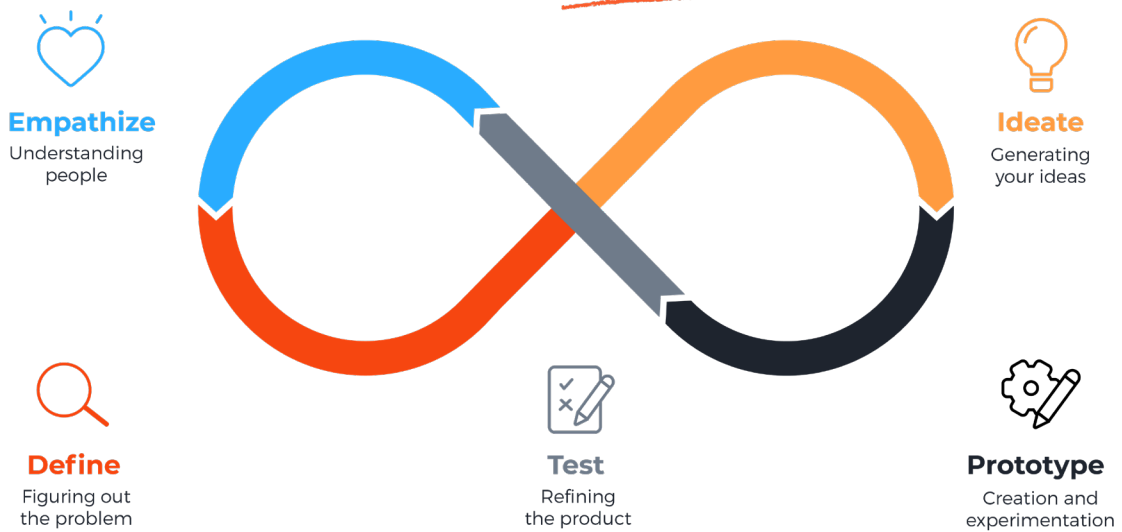 Empathize
Understanding
people
Ideate
Generating
your ideas
Define
Figuring out
the problem
Test
Refining
the product
Prototype
Creation and
experimentation